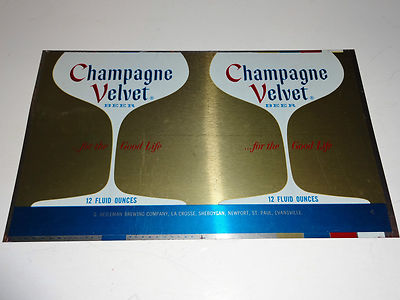 Champagne
Velvet®
BEER
...for the Good Life
12 FLUID OUNCES
Champagne
Velvet®
BEER
...for the Good Life
12 FLUID OUNCES
G. HEILEMAN BREWING COMPANY, LA CROSSE, SHEBOYGAN, NEWPORT, ST. PAUL, EVANSVILLE.